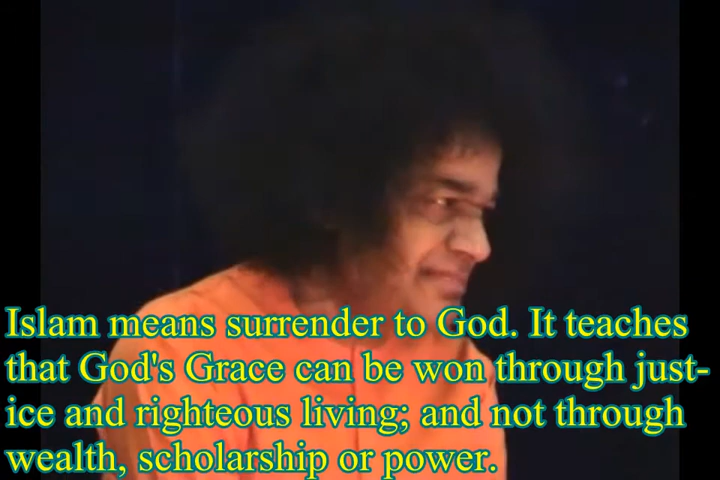 Islam means surrender to God. It teaches
that God's Grace can be won through just-
ice and righteous living; and not through
wealth, scholarship or power.